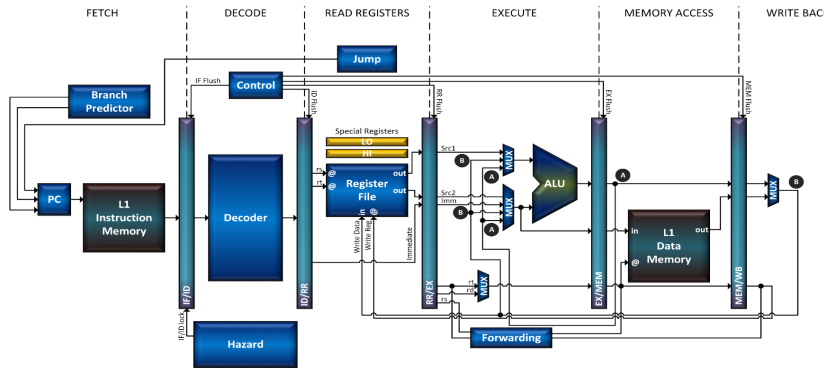 FETCH
DECODE
READ REGISTERS
EXECUTE
MEMORY ACCESS
WRITE BAC
Jump
IF Flush
Control
ID Flush
RR Flush
EX Flush
MEM Flush
Branch
Predictor
Special Registers
LO
HI
Src1
MUX
B
A
ALU
A
MUX
B
PC
L1
Instruction
Memory
Decoder
rs
@
rt
@
out
Register
File
out
in
@
Src2
Imm
B
MUX
A
in
out
L1
Data
Memory
@
Write Data
Write Reg
Immediate
IF/ID
ID/RR
RR/EX
rt
rd
rs
MUX
EX/MEM
MEM/WB
IF/ID lock
Hazard
Forwarding